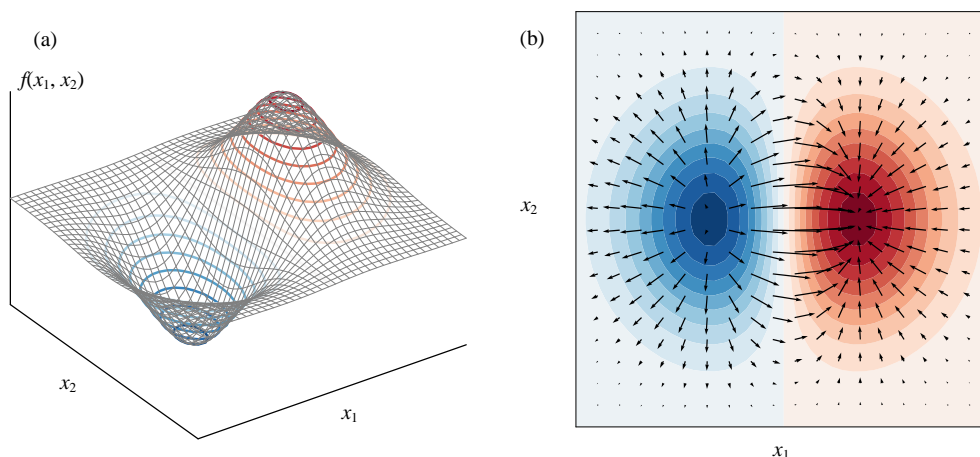 (a)
f(x₁, x₂)
x₂
x₁
(b)
x₂
x₁